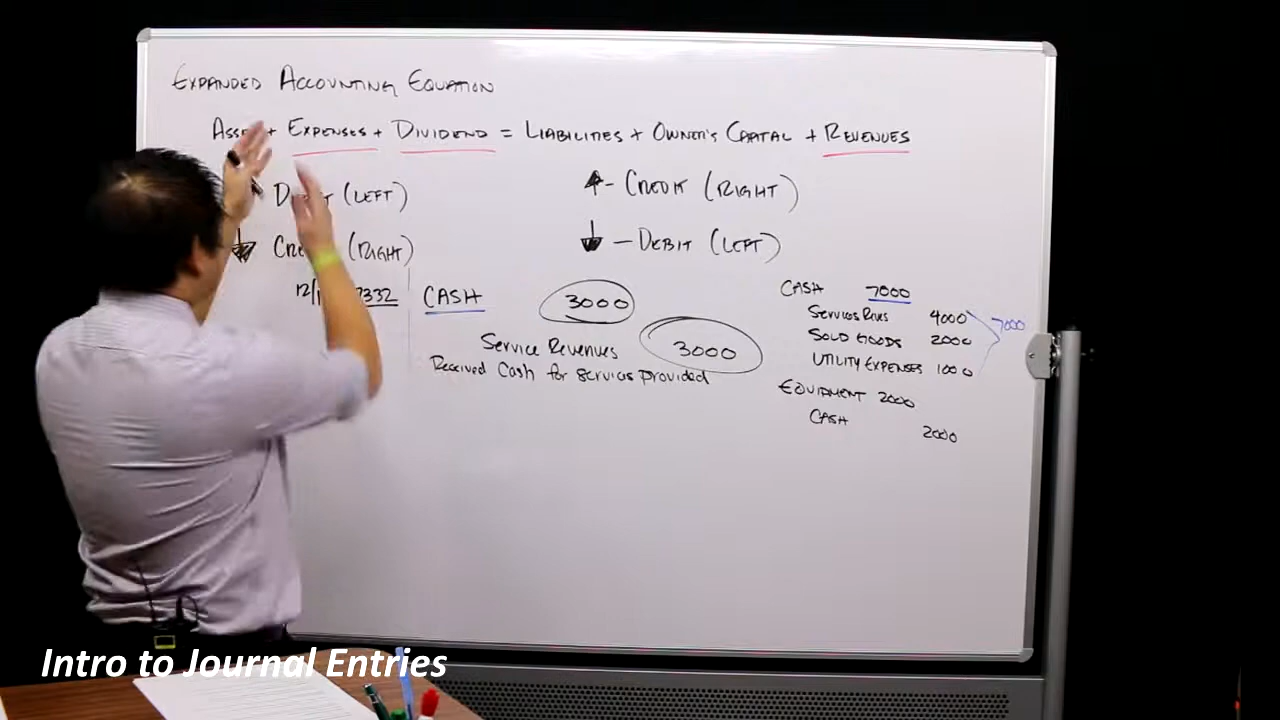 EXPANDED ACCOUNTING EQUATION
+ EXPENSES + DIVIDEND = LIABILITIES + OWNER'S CAPITAL + REVENUES
(LEFT)
- CREDIT (RIGHT)
(RIGHT)
- DEBIT (LEFT)
CASH 3000
Service Revenues 3000
Received Cash for services provided
CASH 7000
4000 7000
SOLD GOODS 2000
UTILITY EXPENSES 1000
EQUIPMENT 2000
CASH 2000
Intro to Journal Entries